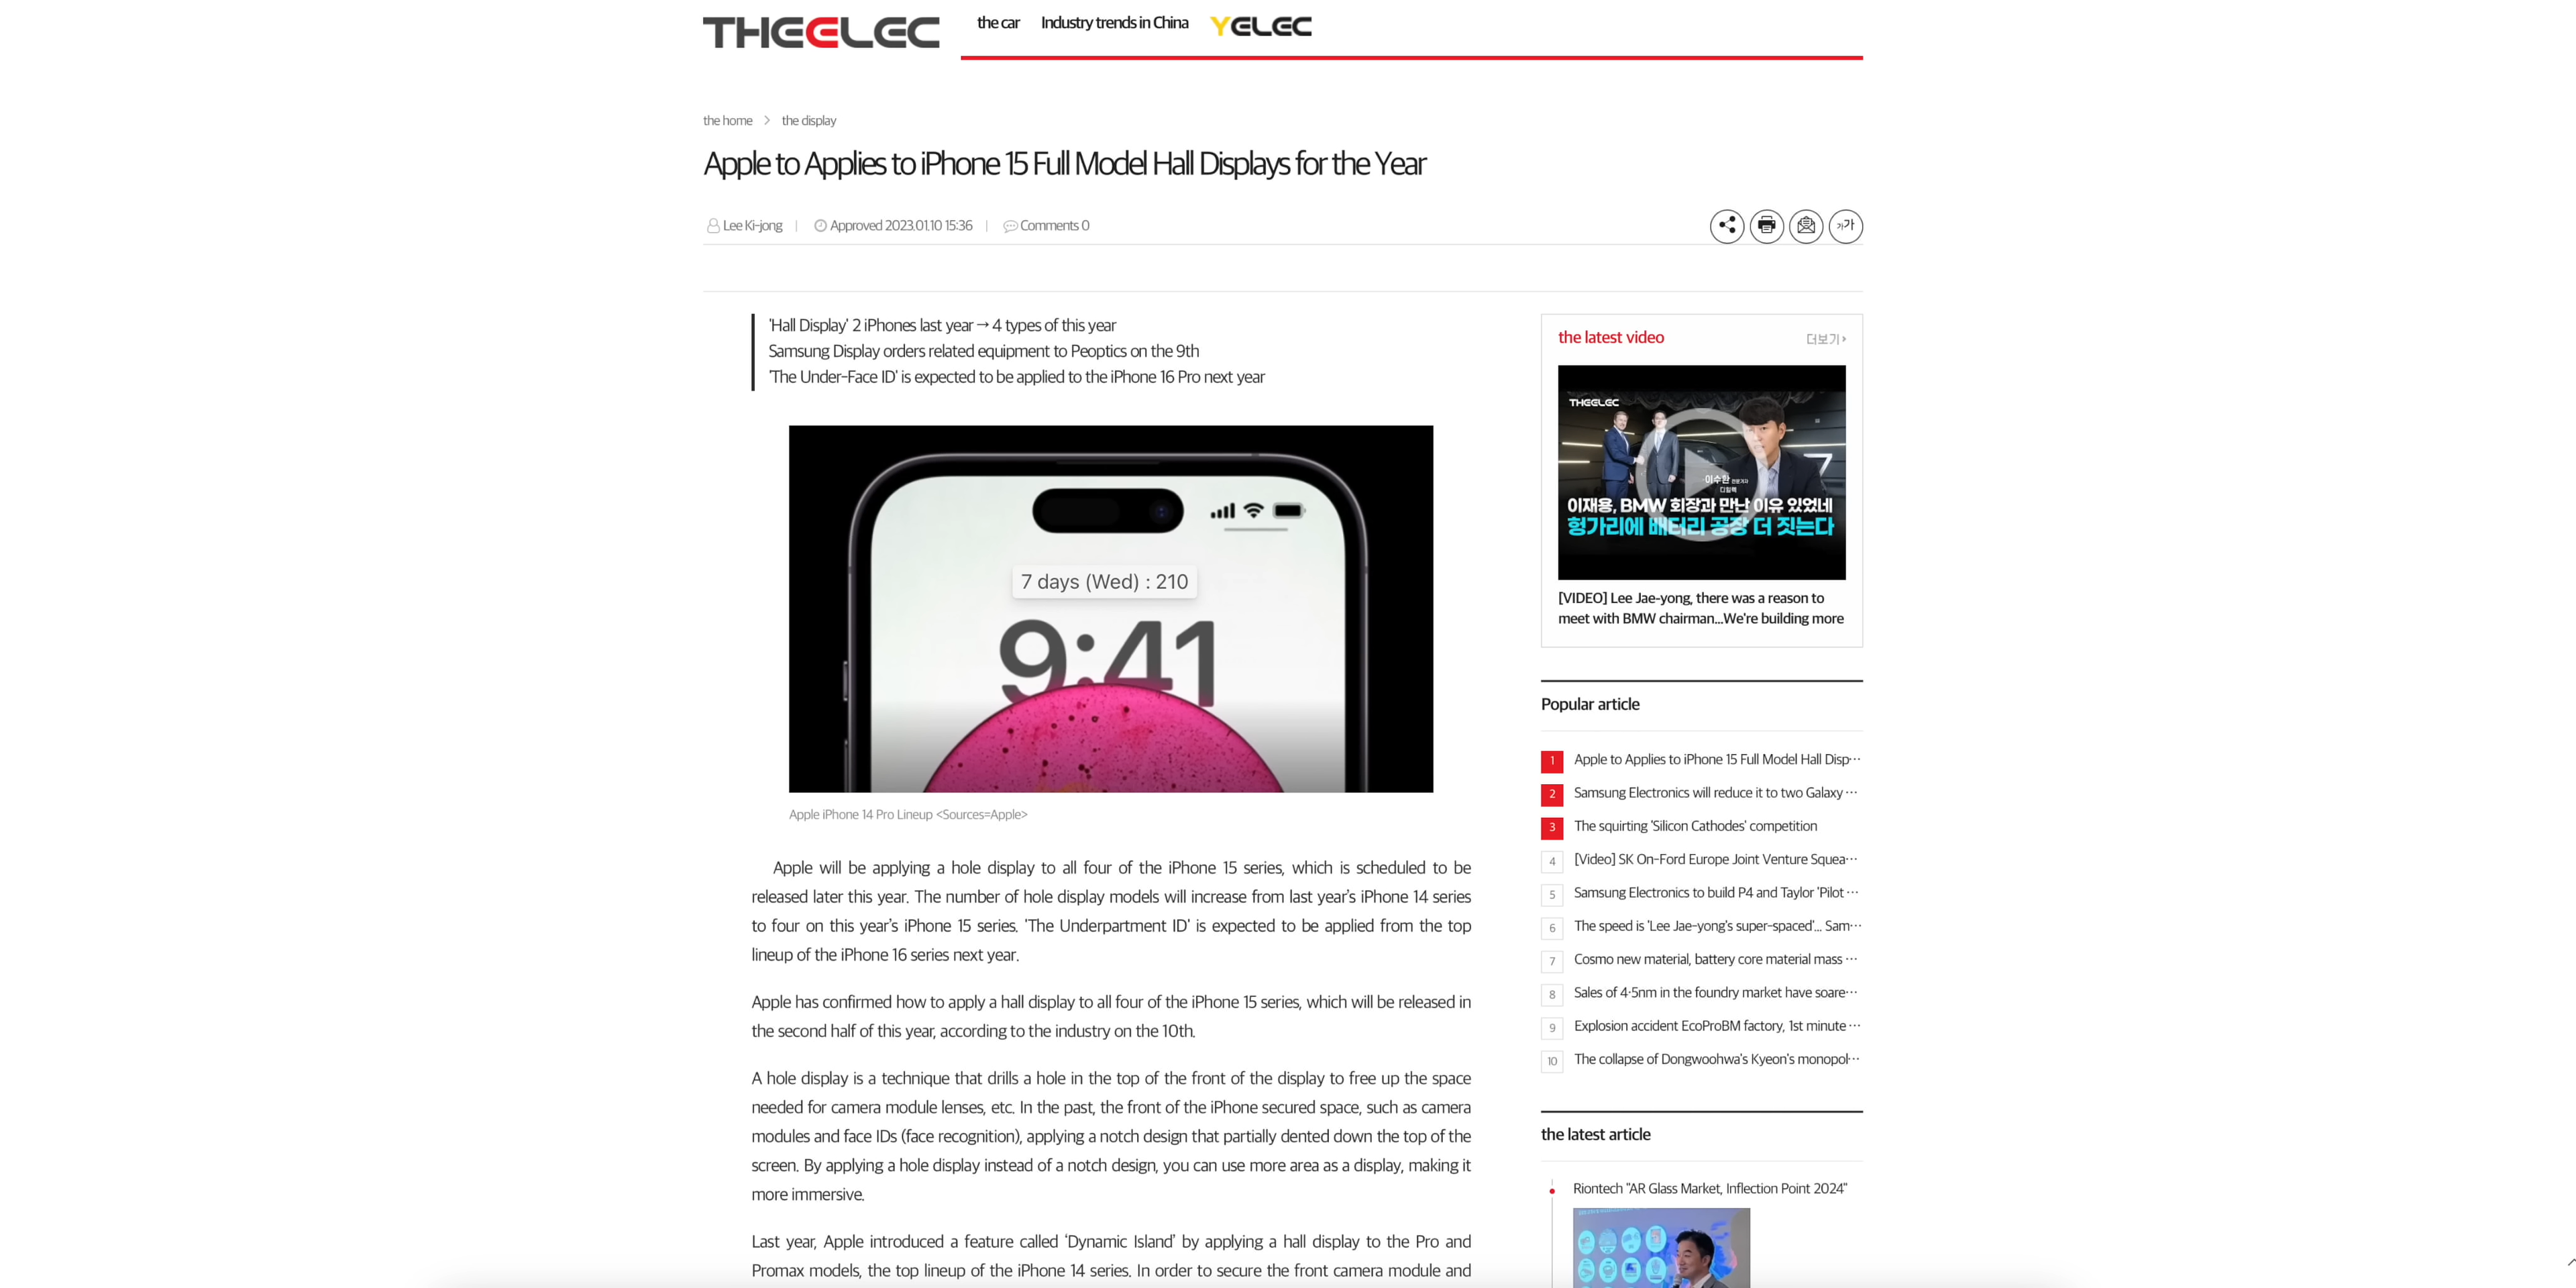 THEELEC
the car Industry trends in China YELEC
the home > the display
Apple to Applies to iPhone 15 Full Model Hall Displays for the Year
Lee Ki-jong | Approved 2023.01.10 15:36 | Comments 0
가가
'Hall Display' 2 iPhones last year → 4 types of this year
Samsung Display orders related equipment to Peoptics on the 9th
'The Under-Face ID' is expected to be applied to the iPhone 16 Pro next year
7 days (Wed) : 210
9:41
Apple iPhone 14 Pro Lineup <Sources=Apple>
Apple will be applying a hole display to all four of the iPhone 15 series, which is scheduled to be
released later this year. The number of hole display models will increase from last year's iPhone 14 series
to four on this year's iPhone 15 series. 'The Underpartment ID' is expected to be applied from the top
lineup of the iPhone 16 series next year.
Apple has confirmed how to apply a hall display to all four of the iPhone 15 series, which will be released in
the second half of this year, according to the industry on the 10th.
A hole display is a technique that drills a hole in the top of the front of the display to free up the space
needed for camera module lenses, etc. In the past, the front of the iPhone secured space, such as camera
modules and face IDs (face recognition), applying a notch design that partially dented down the top of the
screen. By applying a hole display instead of a notch design, you can use more area as a display, making it
more immersive.
Last year, Apple introduced a feature called 'Dynamic Island' by applying a hall display to the Pro and
Promax models, the top lineup of the iPhone 14 series. In order to secure the front camera module and
the latest video 더보기 ›
THEELEC
7
이수환 전문기자
디일렉
이재용, BMW 회장과 만난 이유 있었네
헝가리에 배터리 공장 더 짓는다
[VIDEO] Lee Jae-yong, there was a reason to
meet with BMW chairman...We're building more
Popular article
1 Apple to Applies to iPhone 15 Full Model Hall Disp···
2 Samsung Electronics will reduce it to two Galaxy ···
3 The squirting 'Silicon Cathodes' competition
4 [Video] SK On-Ford Europe Joint Venture Squea···
5 Samsung Electronics to build P4 and Taylor 'Pilot ···
6 The speed is 'Lee Jae-yong's super-spaced'... Sam···
7 Cosmo new material, battery core material mass ···
8 Sales of 4·5nm in the foundry market have soare···
9 Explosion accident EcoProBM factory, 1st minute ···
10 The collapse of Dongwoohwa's Kyeon's monopol···
the latest article
Riontech "AR Glass Market, Inflection Point 2024"